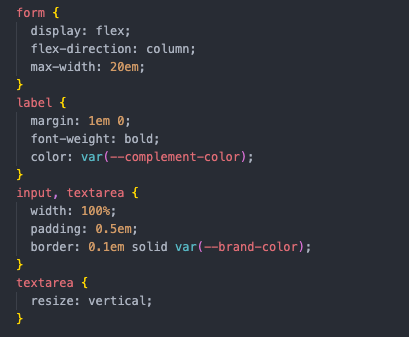 form {
display: flex;
flex-direction: column;
max-width: 20em;
}
label {
margin: 1em 0;
font-weight: bold;
color: var(--complement-color);
}
input, textarea {
width: 100%;
padding: 0.5em;
border: 0.1em solid var(--brand-color);
}
textarea {
resize: vertical;
}